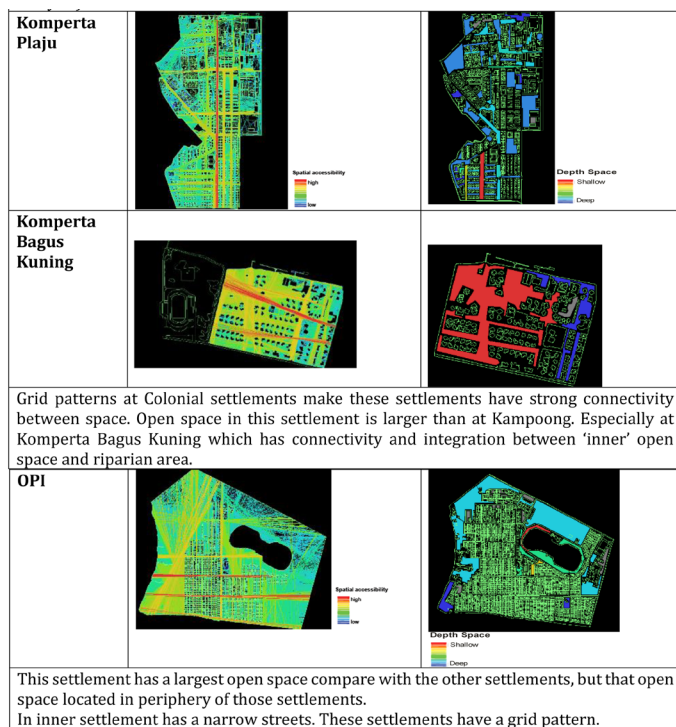 Komperta
Plaju
Spatial accessibility
high
low
Depth Space
Shallow
Deep
Komperta
Bagus
Kuning
Grid patterns at Colonial settlements make these settlements have strong connectivity
between space. Open space in this settlement is larger than at Kampoong. Especially at
Komperta Bagus Kuning which has connectivity and integration between ‘inner’ open
space and riparian area.
OPI
Spatial accessibility
high
low
Depth Space
Shallow
Deep
This settlement has a largest open space compare with the other settlements, but that open
space located in periphery of those settlements.
In inner settlement has a narrow streets. These settlements have a grid pattern.